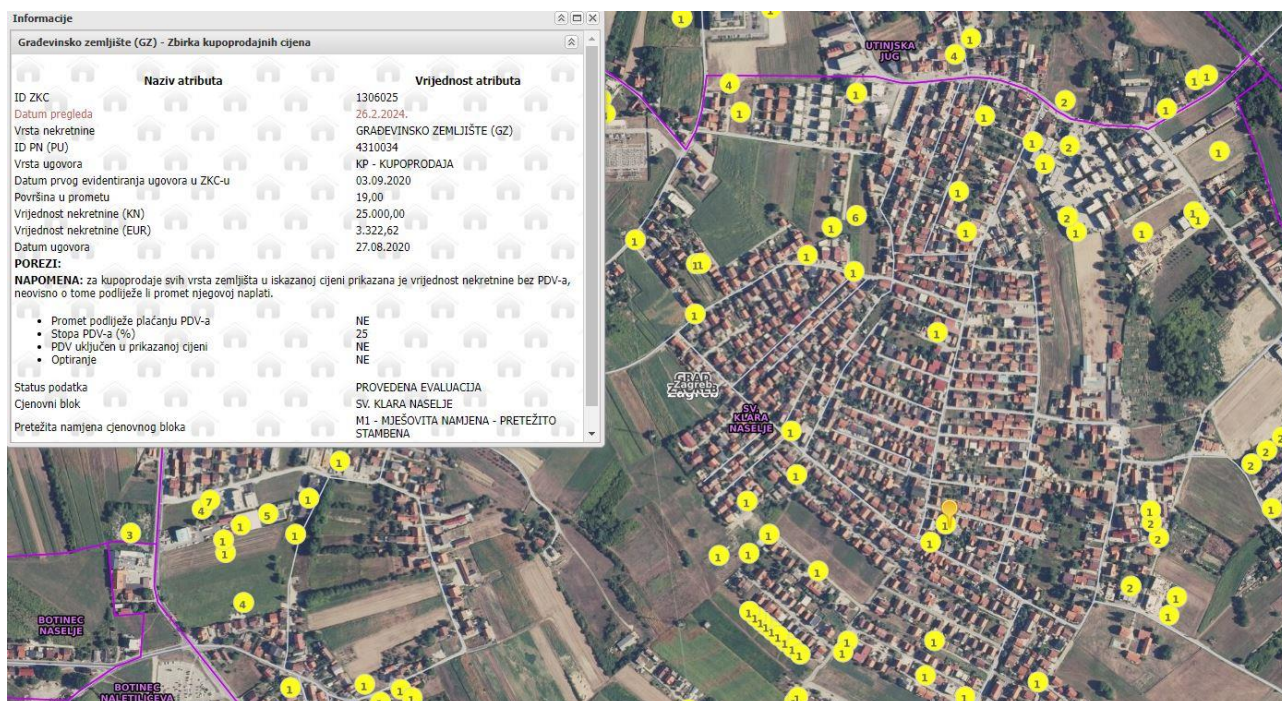 Informacije
Građevinsko zemljište (GZ) - Zbirka kupoprodajnih cijena
Naziv atributa Vrijednost atributa
ID ZKC 1306025
Datum pregleda 26.2.2024.
Vrsta nekretnine GRAĐEVINSKO ZEMLJIŠTE (GZ)
ID PN (PU) 4310034
Vrsta ugovora KP - KUPOPRODAJA
Datum prvog evidentiranja ugovora u ZKC-u 03.09.2020
Površina u prometu 19,00
Vrijednost nekretnine (KN) 25.000,00
Vrijednost nekretnine (EUR) 3.322,62
Datum ugovora 27.08.2020
POREZI:
NAPOMENA: za kupoprodaje svih vrsta zemljišta u iskazanoj cijeni prikazana je vrijednost nekretnine bez PDV-a,
neovisno o tome podliježe li promet njegovoj naplati.
• Promet podliježe plaćanju PDV-a NE
• Stopa PDV-a (%) 25
• PDV uključen u prikazanoj cijeni NE
• Optiranje NE
Status podatka PROVEDENA EVALUACIJA
Cjenovni blok SV. KLARA NASELJE
Pretežita namjena cjenovnog bloka M1 - MJEŠOVITA NAMJENA - PRETEŽITO
STAMBENA
UTINJSKA
JUG
GRAD
Zagreb
ZAGREB
SV.
KLARA
NASELJE
BOTINEC
NASELJE
BOTINEC
NALETILIĆEVA